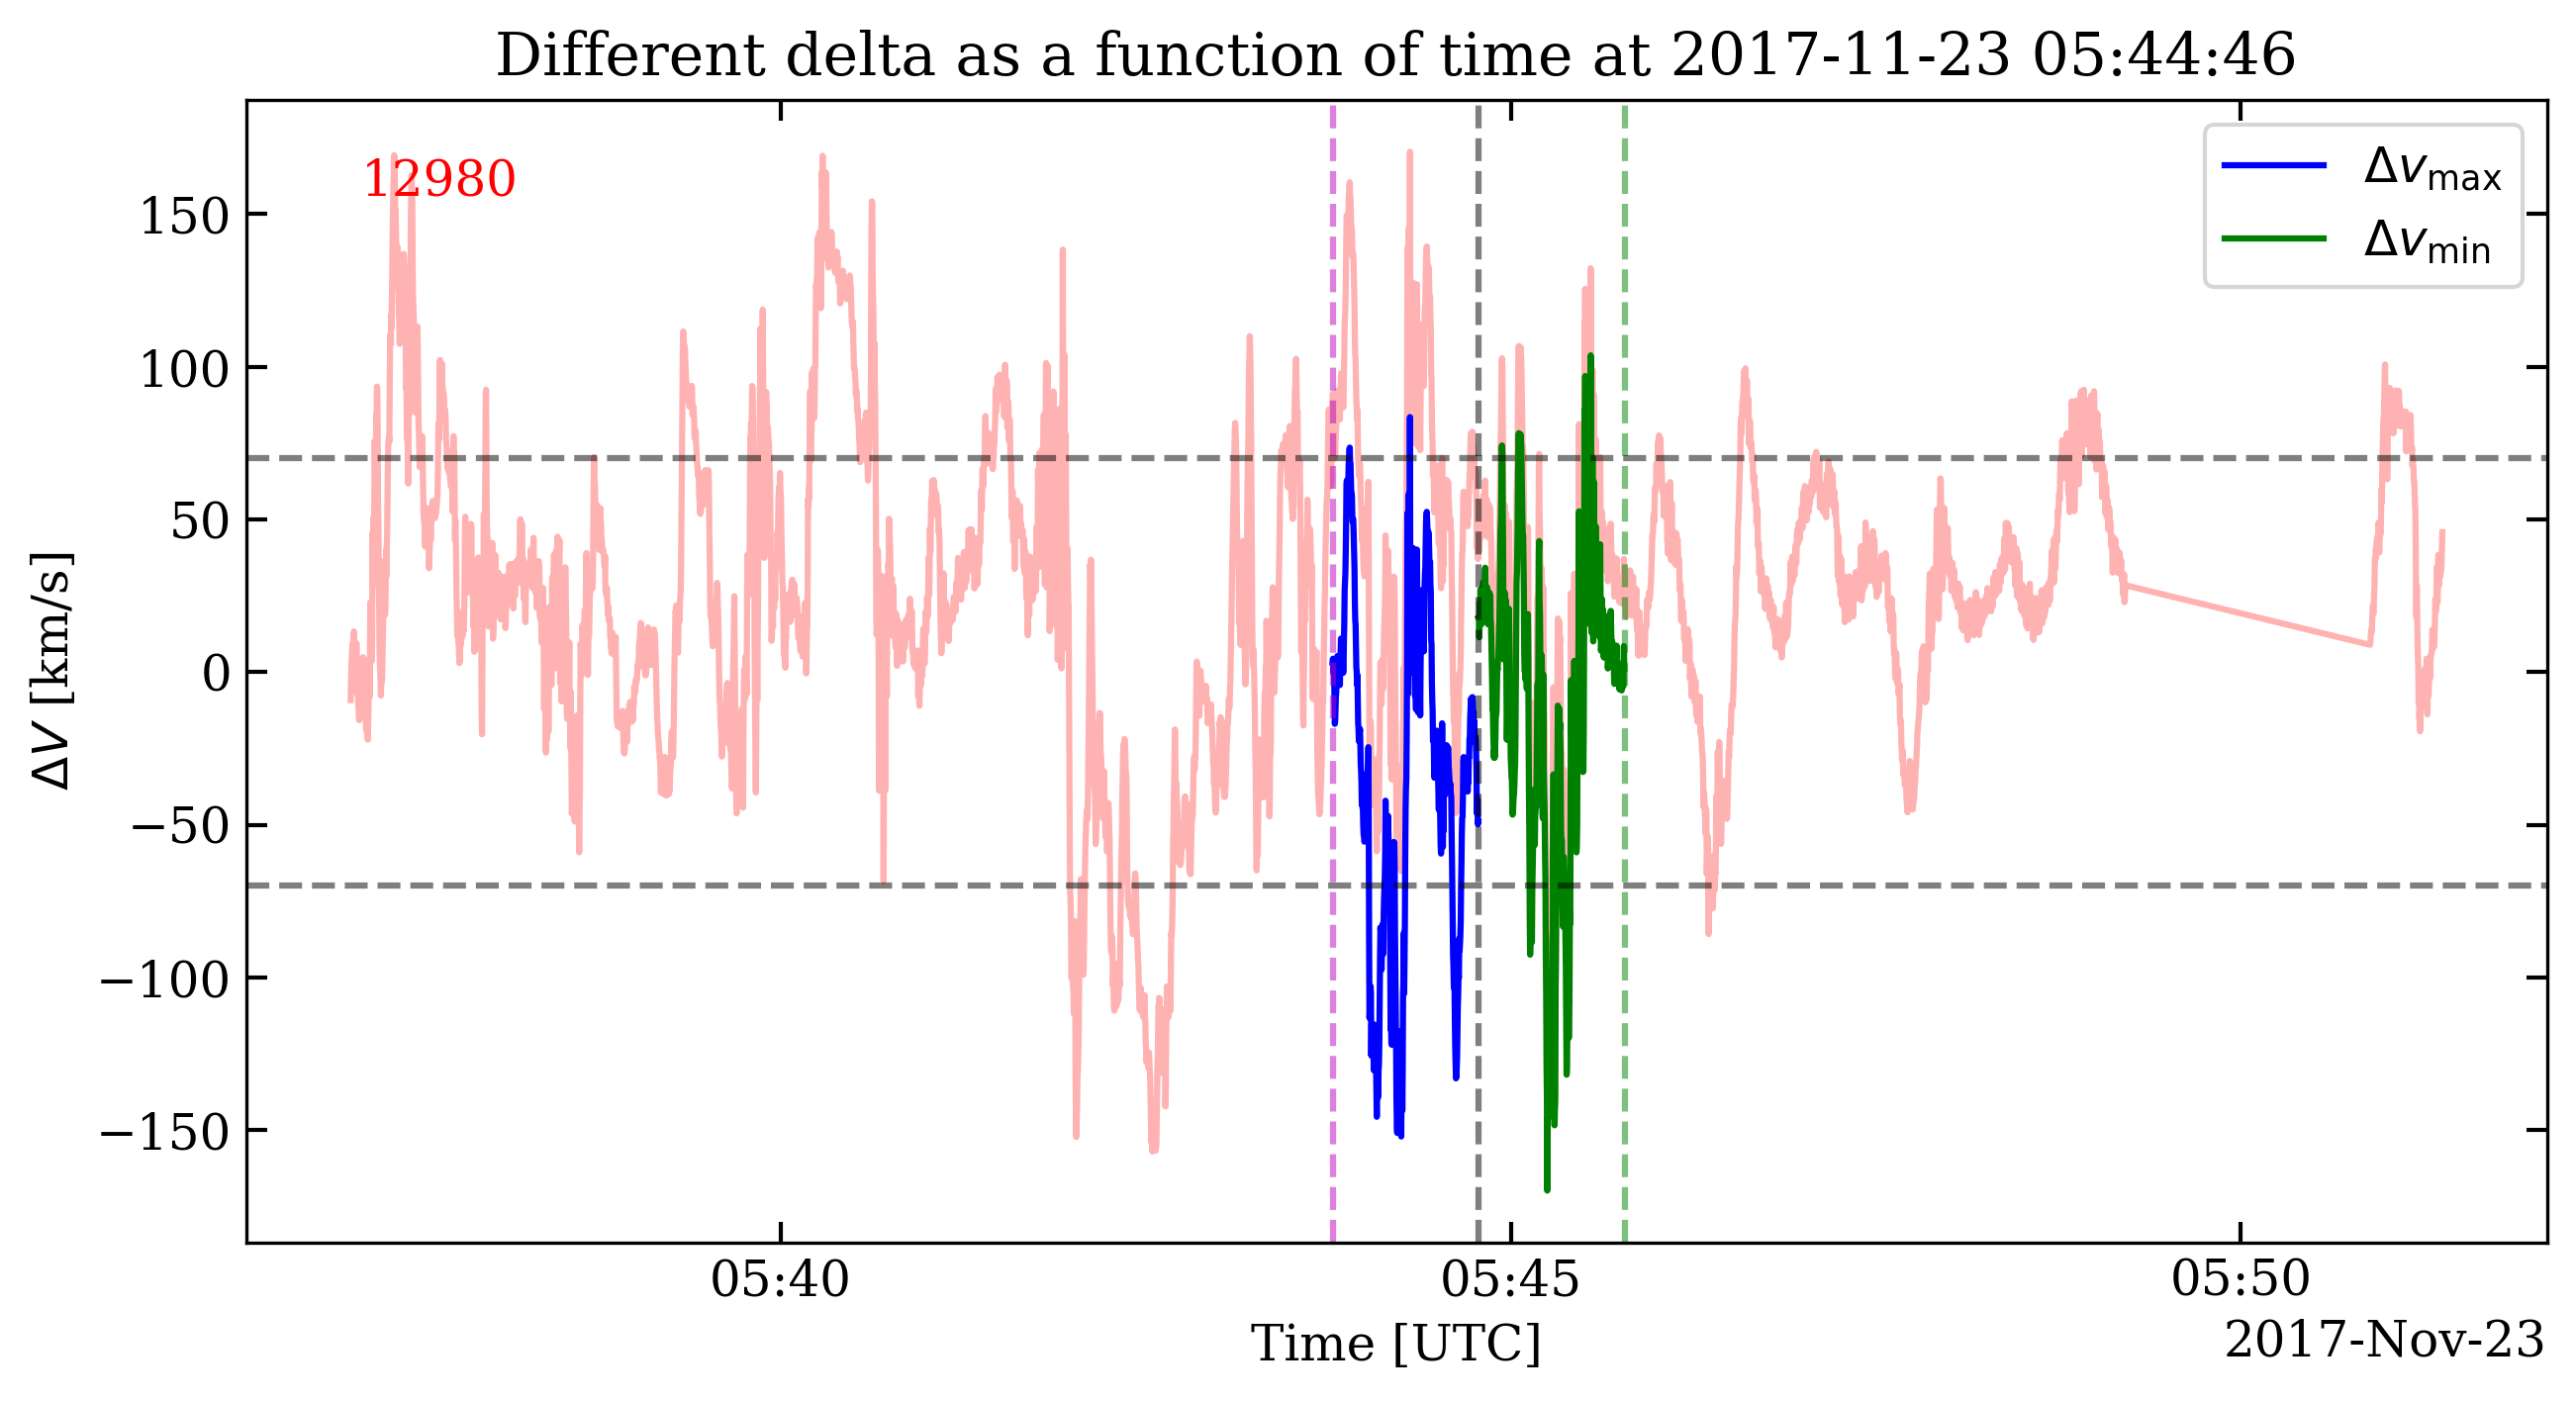 Different delta as a function of time at 2017-11-23 05:44:46
12980
Δv_max
Δv_min
150
100
50
0
−50
−100
−150
ΔV [km/s]
05:40
05:45
05:50
Time [UTC]
2017-Nov-23